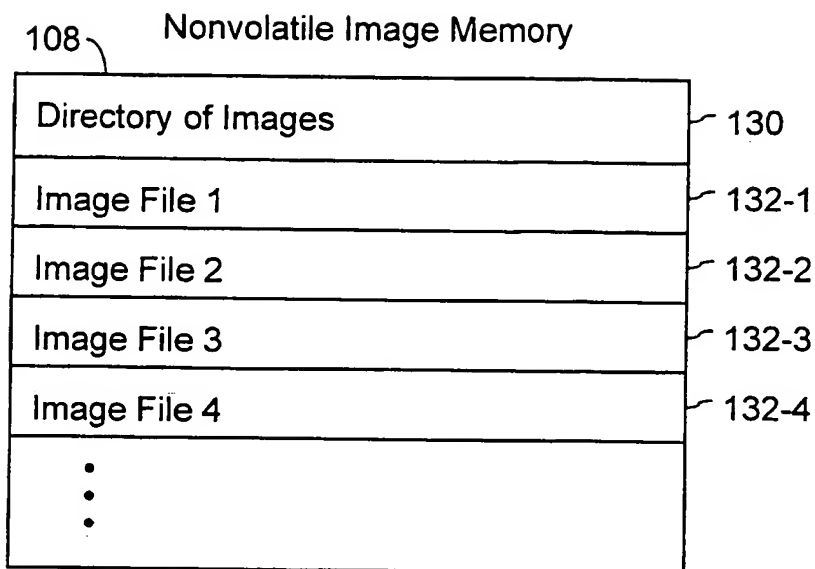 Nonvolatile Image Memory
108
Directory of Images 130
Image File 1 132-1
Image File 2 132-2
Image File 3 132-3
Image File 4 132-4